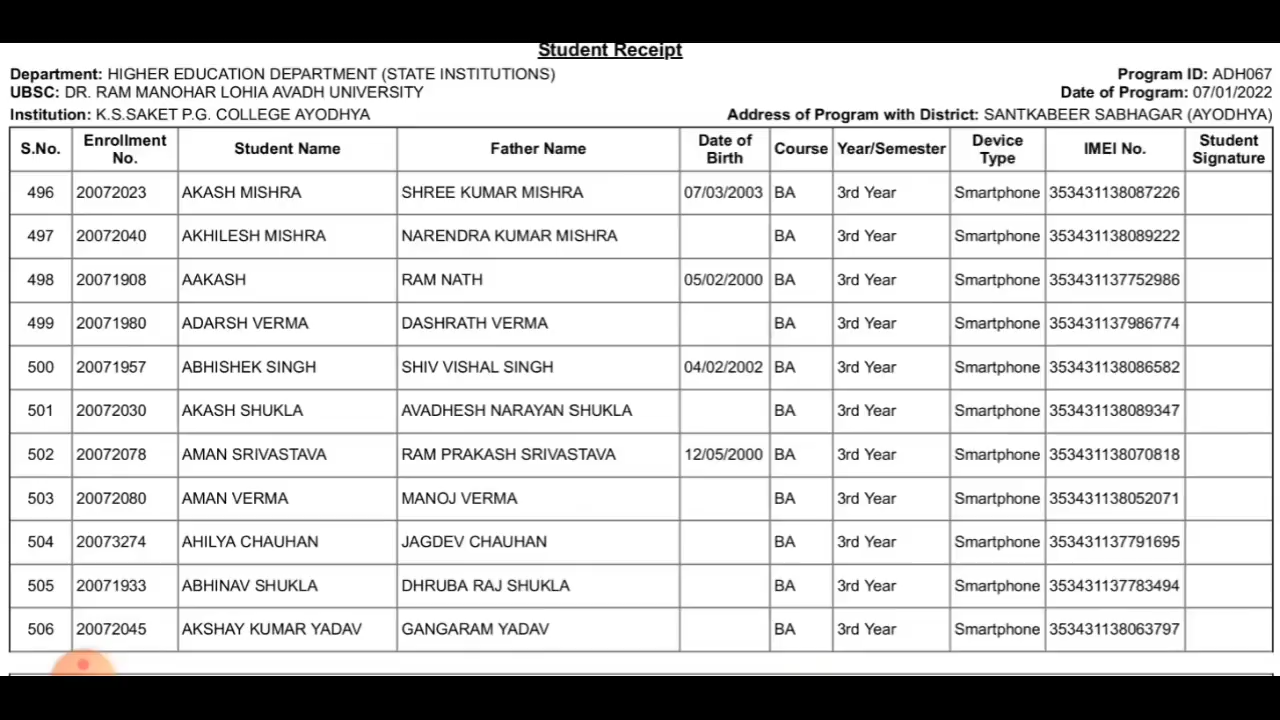 Student Receipt
Department: HIGHER EDUCATION DEPARTMENT (STATE INSTITUTIONS) Program ID: ADH067
UBSC: DR. RAM MANOHAR LOHIA AVADH UNIVERSITY Date of Program: 07/01/2022
Institution: K.S.SAKET P.G. COLLEGE AYODHYA Address of Program with District: SANTKABEER SABHAGAR (AYODHYA)
S.No. Enrollment No. Student Name Father Name Date of Birth Course Year/Semester Device Type IMEI No. Student Signature
496 20072023 AKASH MISHRA SHREE KUMAR MISHRA 07/03/2003 BA 3rd Year Smartphone 353431138087226
497 20072040 AKHILESH MISHRA NARENDRA KUMAR MISHRA BA 3rd Year Smartphone 353431138089222
498 20071908 AAKASH RAM NATH 05/02/2000 BA 3rd Year Smartphone 353431137752986
499 20071980 ADARSH VERMA DASHRATH VERMA BA 3rd Year Smartphone 353431137986774
500 20071957 ABHISHEK SINGH SHIV VISHAL SINGH 04/02/2002 BA 3rd Year Smartphone 353431138086582
501 20072030 AKASH SHUKLA AVADHESH NARAYAN SHUKLA BA 3rd Year Smartphone 353431138089347
502 20072078 AMAN SRIVASTAVA RAM PRAKASH SRIVASTAVA 12/05/2000 BA 3rd Year Smartphone 353431138070818
503 20072080 AMAN VERMA MANOJ VERMA BA 3rd Year Smartphone 353431138052071
504 20073274 AHILYA CHAUHAN JAGDEV CHAUHAN BA 3rd Year Smartphone 353431137791695
505 20071933 ABHINAV SHUKLA DHRUBA RAJ SHUKLA BA 3rd Year Smartphone 353431137783494
506 20072045 AKSHAY KUMAR YADAV GANGARAM YADAV BA 3rd Year Smartphone 353431138063797